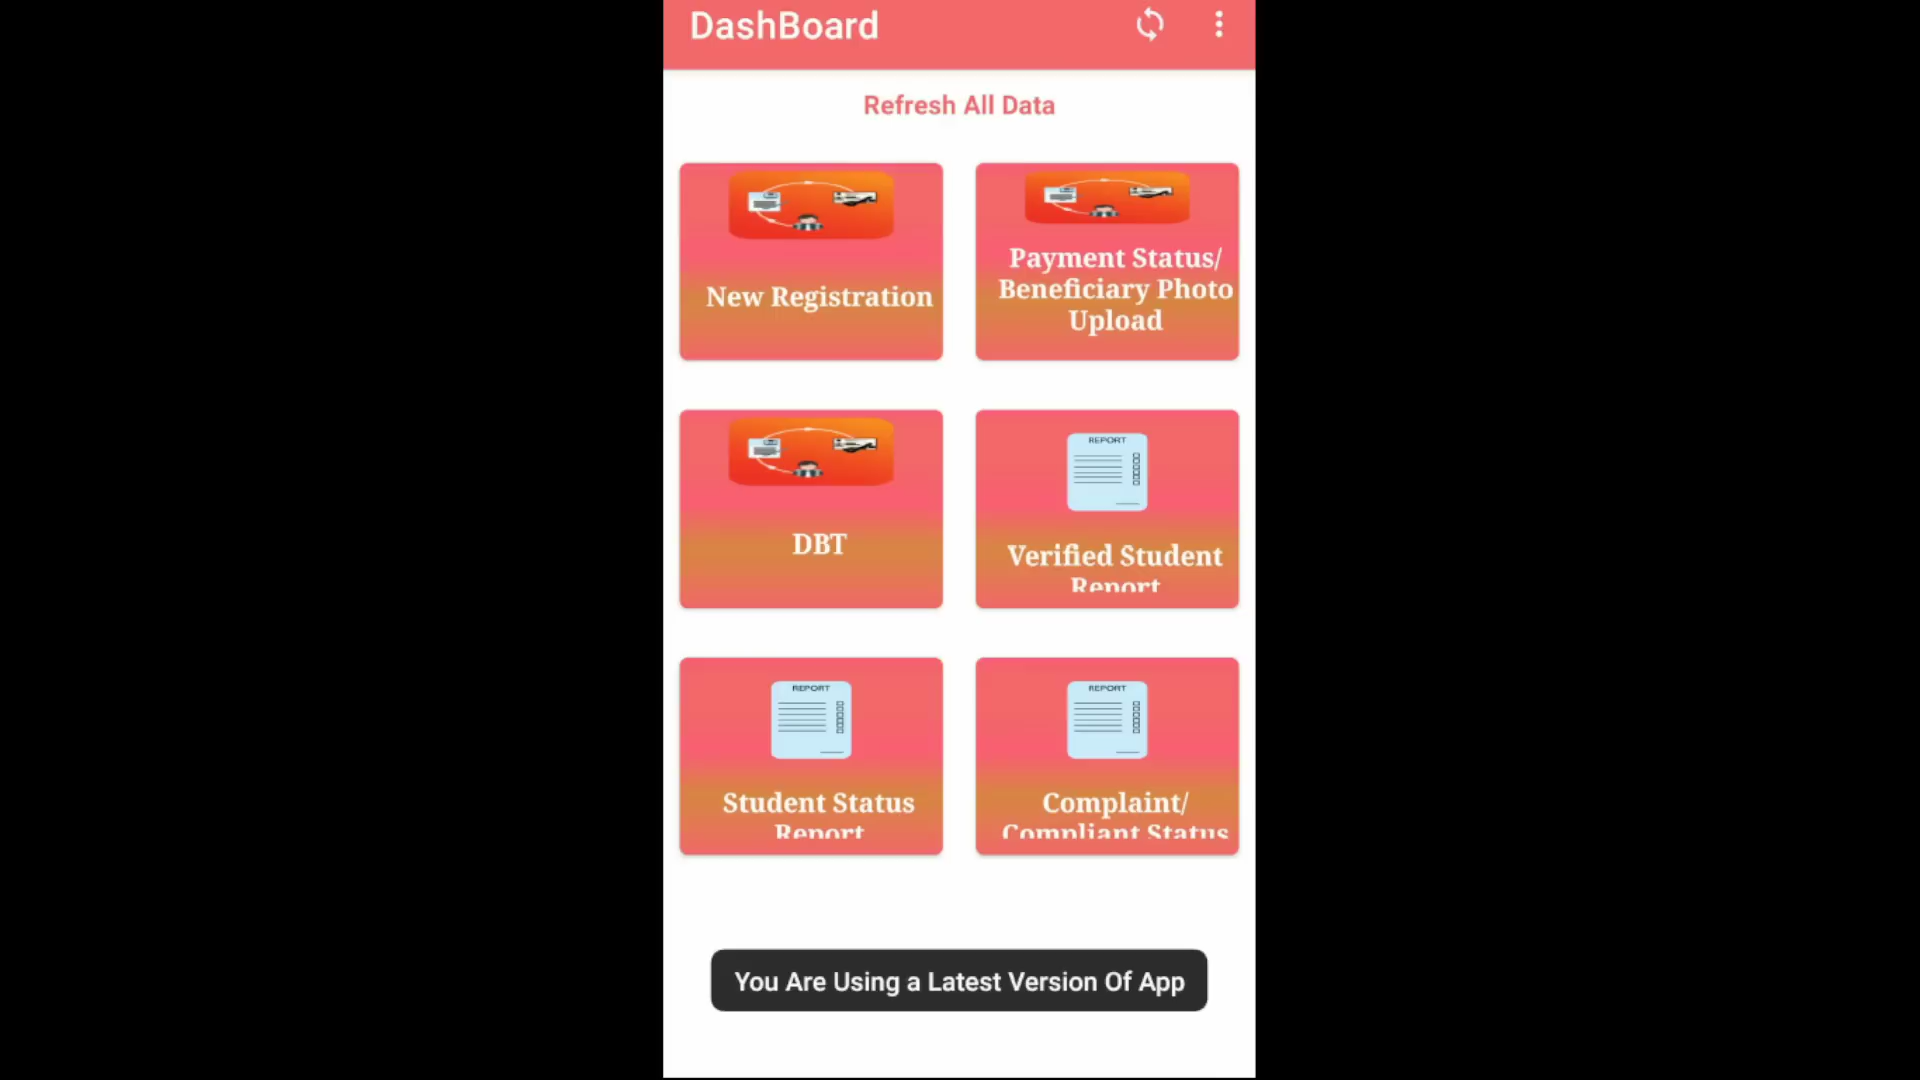 DashBoard
Refresh All Data
New Registration
Payment Status/
Beneficiary Photo
Upload
DBT
REPORT
Verified Student
Report
REPORT
Student Status
Report
REPORT
Complaint/
Compliant Status
You Are Using a Latest Version Of App